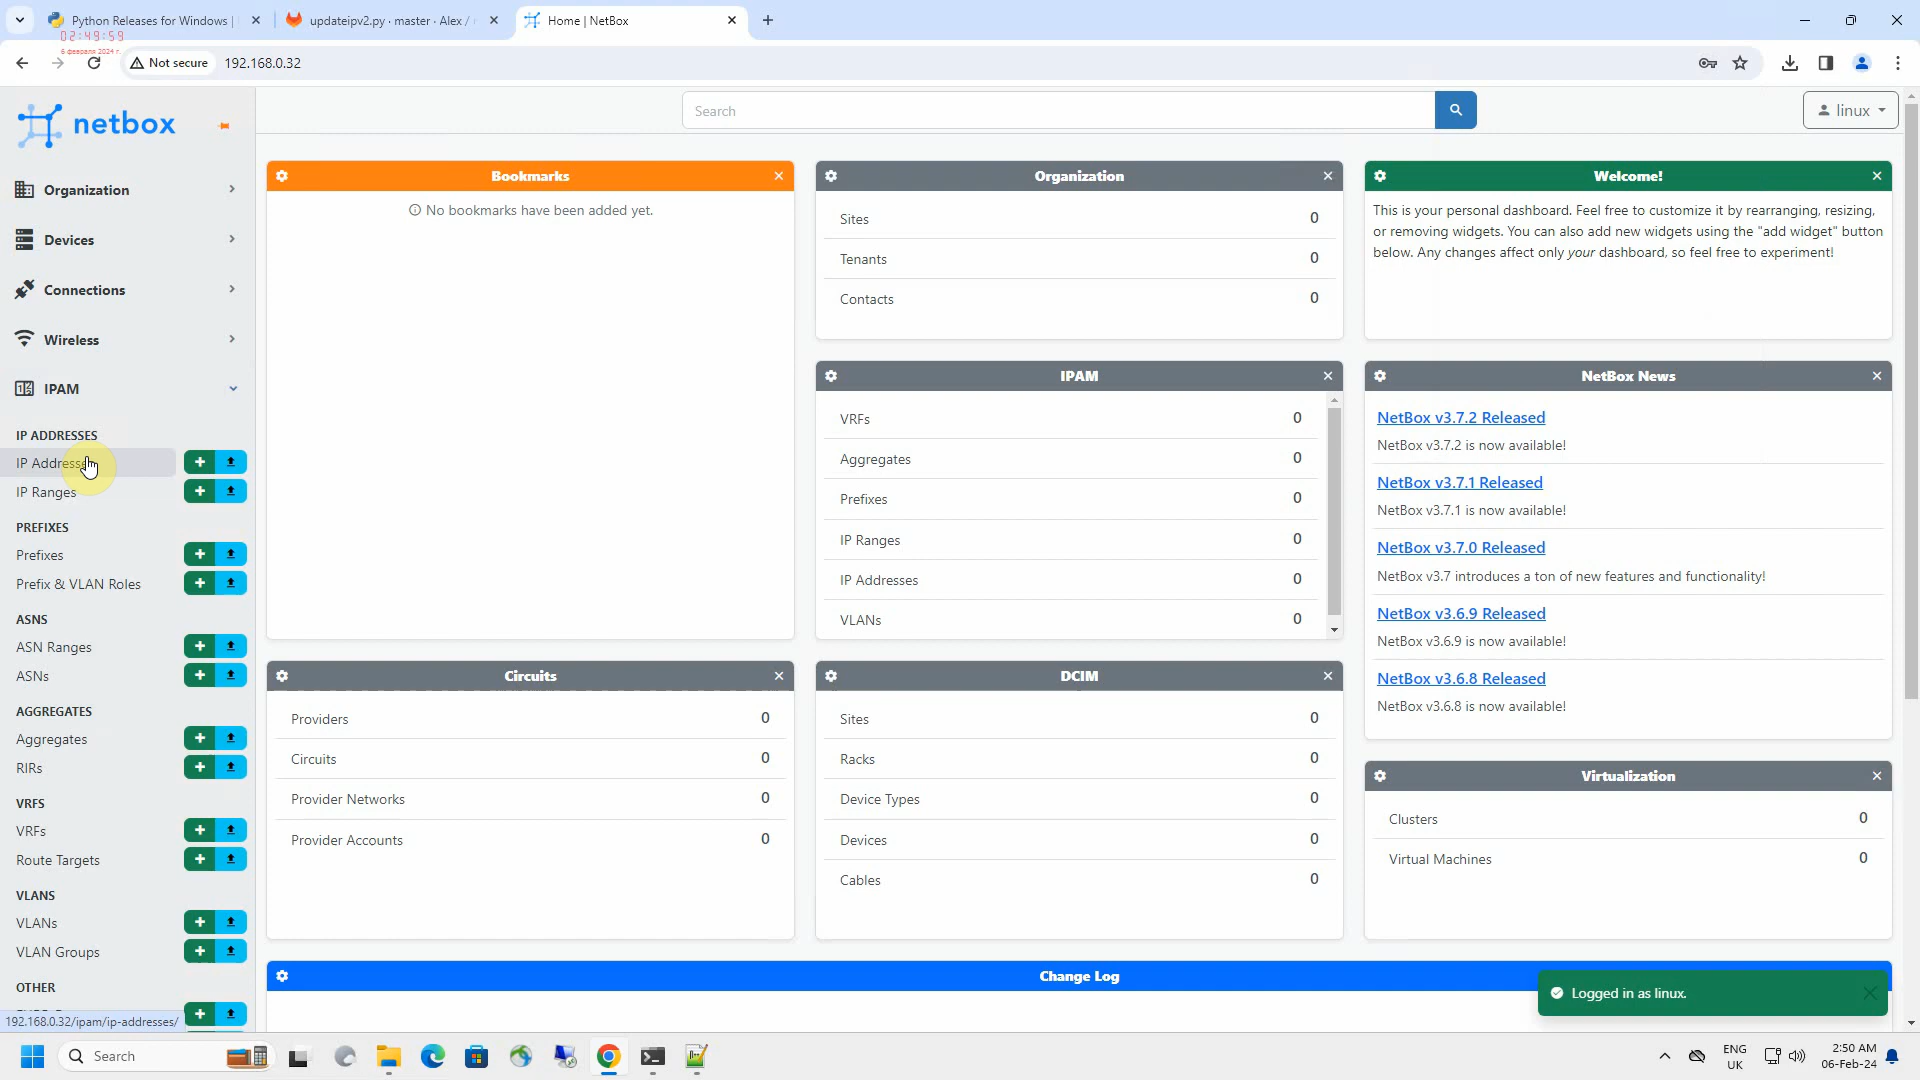 Python Releases for Windows |
updateipv2.py · master · Alex /
Home | NetBox
02:49:59
6 февраля 2024 г.
Not secure
192.168.0.32
netbox
Search
linux
Organization
Devices
Connections
Wireless
IPAM
IP ADDRESSES
IP Addresses
IP Ranges
PREFIXES
Prefixes
Prefix & VLAN Roles
ASNS
ASN Ranges
ASNs
AGGREGATES
Aggregates
RIRs
VRFS
VRFs
Route Targets
VLANS
VLANs
VLAN Groups
OTHER
192.168.0.32/ipam/ip-addresses/
Bookmarks
No bookmarks have been added yet.
Organization
Sites 0
Tenants 0
Contacts 0
Welcome!
This is your personal dashboard. Feel free to customize it by rearranging, resizing,
or removing widgets. You can also add new widgets using the "add widget" button
below. Any changes affect only your dashboard, so feel free to experiment!
IPAM
VRFs 0
Aggregates 0
Prefixes 0
IP Ranges 0
IP Addresses 0
VLANs 0
NetBox News
NetBox v3.7.2 Released
NetBox v3.7.2 is now available!
NetBox v3.7.1 Released
NetBox v3.7.1 is now available!
NetBox v3.7.0 Released
NetBox v3.7 introduces a ton of new features and functionality!
NetBox v3.6.9 Released
NetBox v3.6.9 is now available!
NetBox v3.6.8 Released
NetBox v3.6.8 is now available!
Circuits
Providers 0
Circuits 0
Provider Networks 0
Provider Accounts 0
DCIM
Sites 0
Racks 0
Device Types 0
Devices 0
Cables 0
Virtualization
Clusters 0
Virtual Machines 0
Change Log
Logged in as linux.
Search
ENG
UK
2:50 AM
06-Feb-24